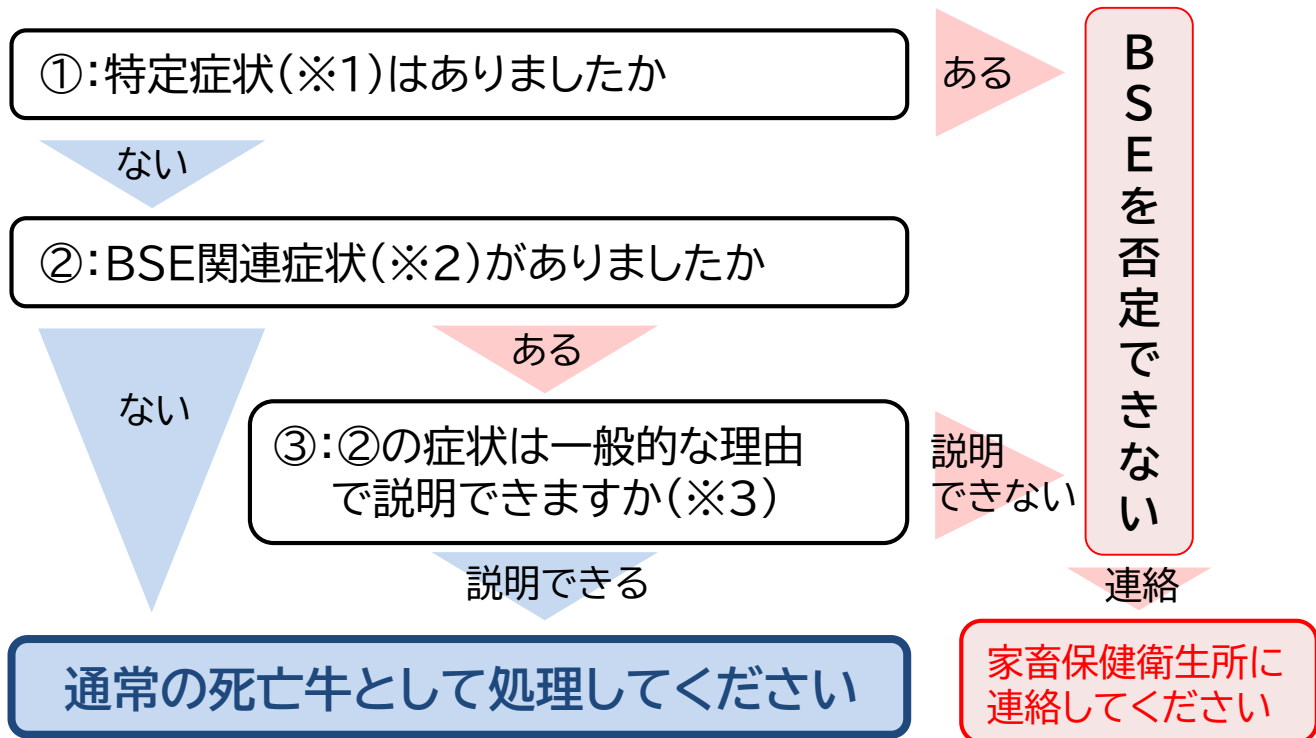 ①：特定症状(※1)はありましたか
ある
ない
②：BSE関連症状(※2)がありましたか
ある
ない
③：②の症状は一般的な理由
で説明できますか(※3)
説明
できない
説明できる
BSEを否定できない
連絡
通常の死亡牛として処理してください
家畜保健衛生所に
連絡してください